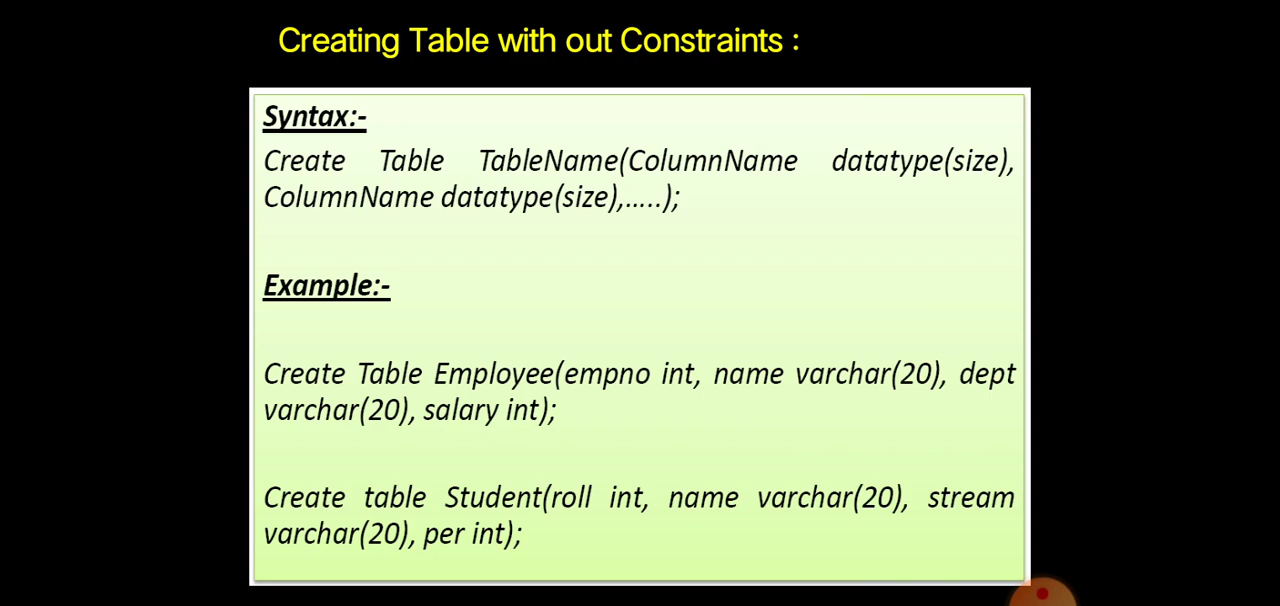 Creating Table with out Constraints :
Syntax:-
Create Table TableName(ColumnName datatype(size),
ColumnName datatype(size),.....);
Example:-
Create Table Employee(empno int, name varchar(20), dept
varchar(20), salary int);
Create table Student(roll int, name varchar(20), stream
varchar(20), per int);